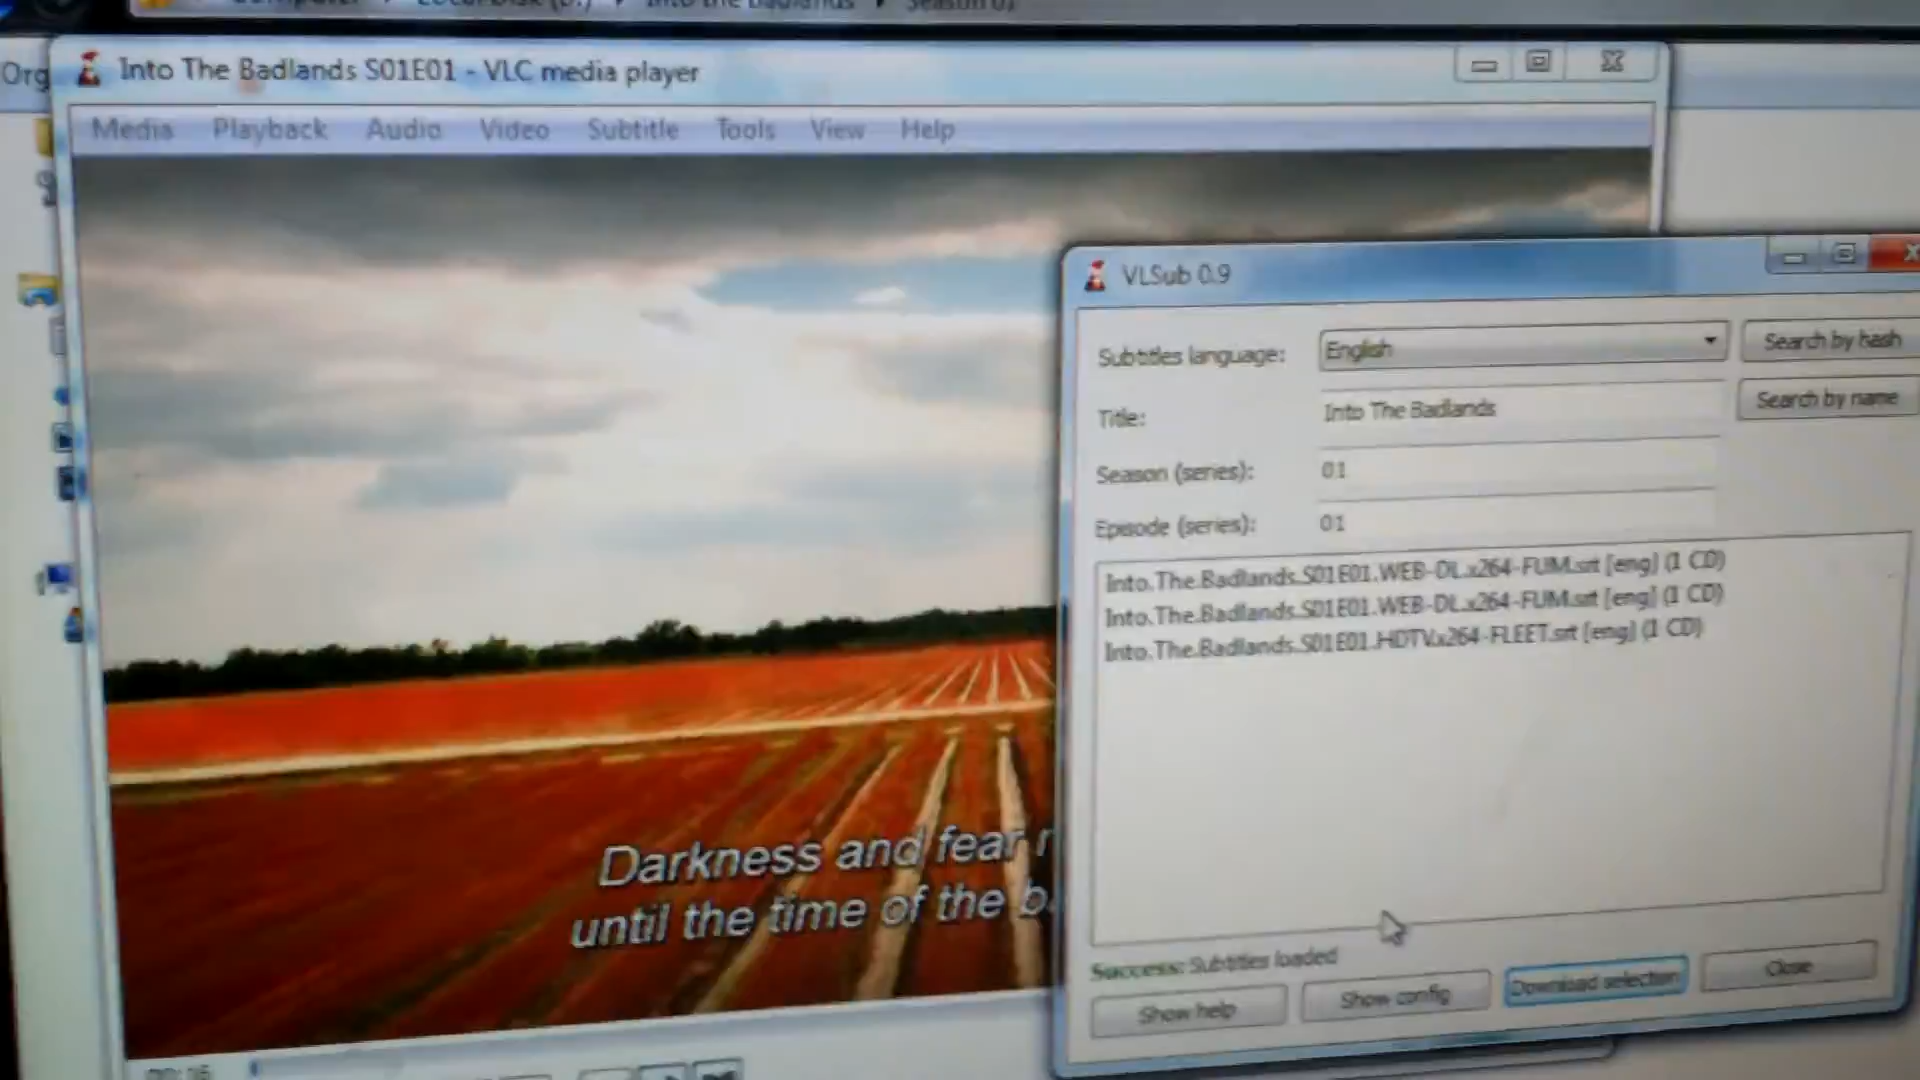 Into The Badlands S01E01 - VLC media player
Media Playback Audio Video Subtitle Tools View Help
VLSub 0.9
Subtitles language: English Search by hash
Title: Into The Badlands Search by name
Season (series): 01
Episode (series): 01
Into.The.Badlands.S01E01.WEB-DL.x264-FUM.srt [eng] (1 CD)
Into.The.Badlands.S01E01.WEB-DL.x264-FUM.srt [eng] (1 CD)
Into.The.Badlands.S01E01.HDTV.x264-FLEET.srt [eng] (1 CD)
Darkness and fear
until the time of the
Success: Subtitles loaded
Show help Show config Download selection Close